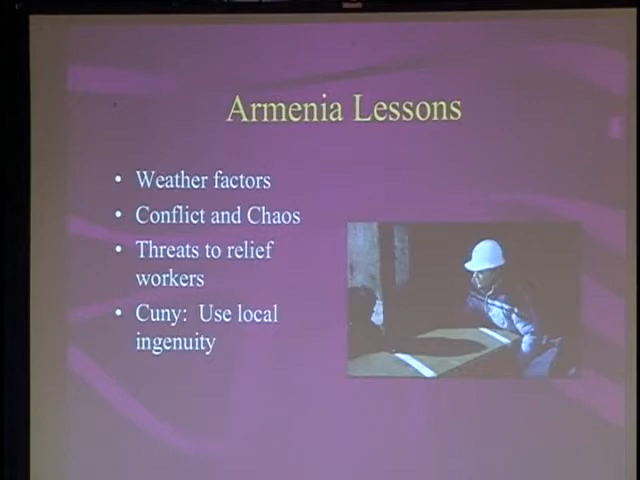 Armenia Lessons
• Weather factors
• Conflict and Chaos
• Threats to relief
workers
• Cuny: Use local
ingenuity